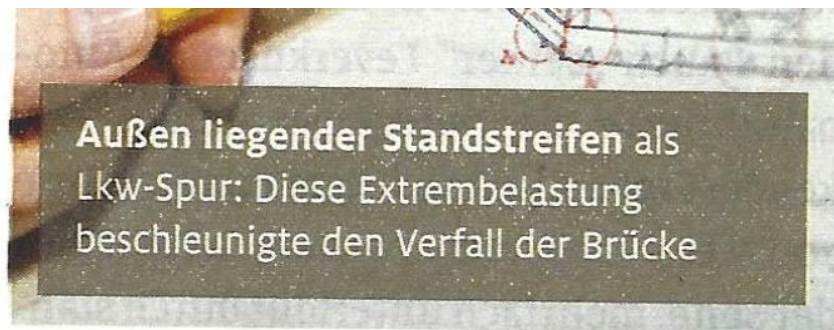 Außen liegender Standstreifen als
Lkw-Spur: Diese Extrembelastung
beschleunigte den Verfall der Brücke